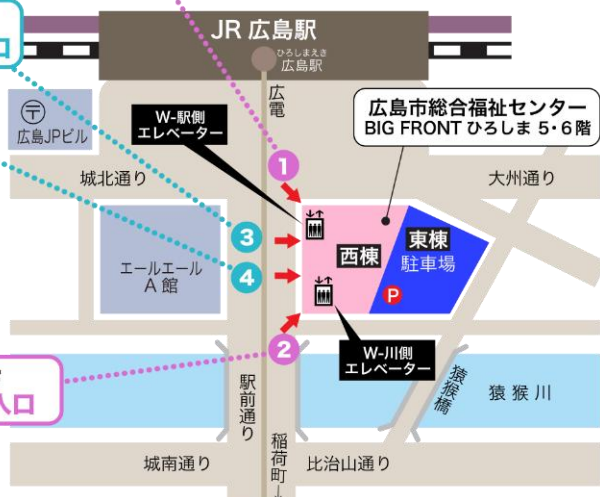 JR 広島駅
ひろしまえき
広島駅
広電
口
〒
広島JPビル
W-駅側
エレベーター
広島市総合福祉センター
BIG FRONT ひろしま 5・6階
城北通り
大州通り
1
3
4
2
エールエール
A館
西棟
東棟
駐車場
P
W-川側
エレベーター
入口
駅前通り
猿猴橋
猿猴川
城南通り
稲荷町→
比治山通り